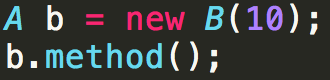 A b = new B(10);
b.method();